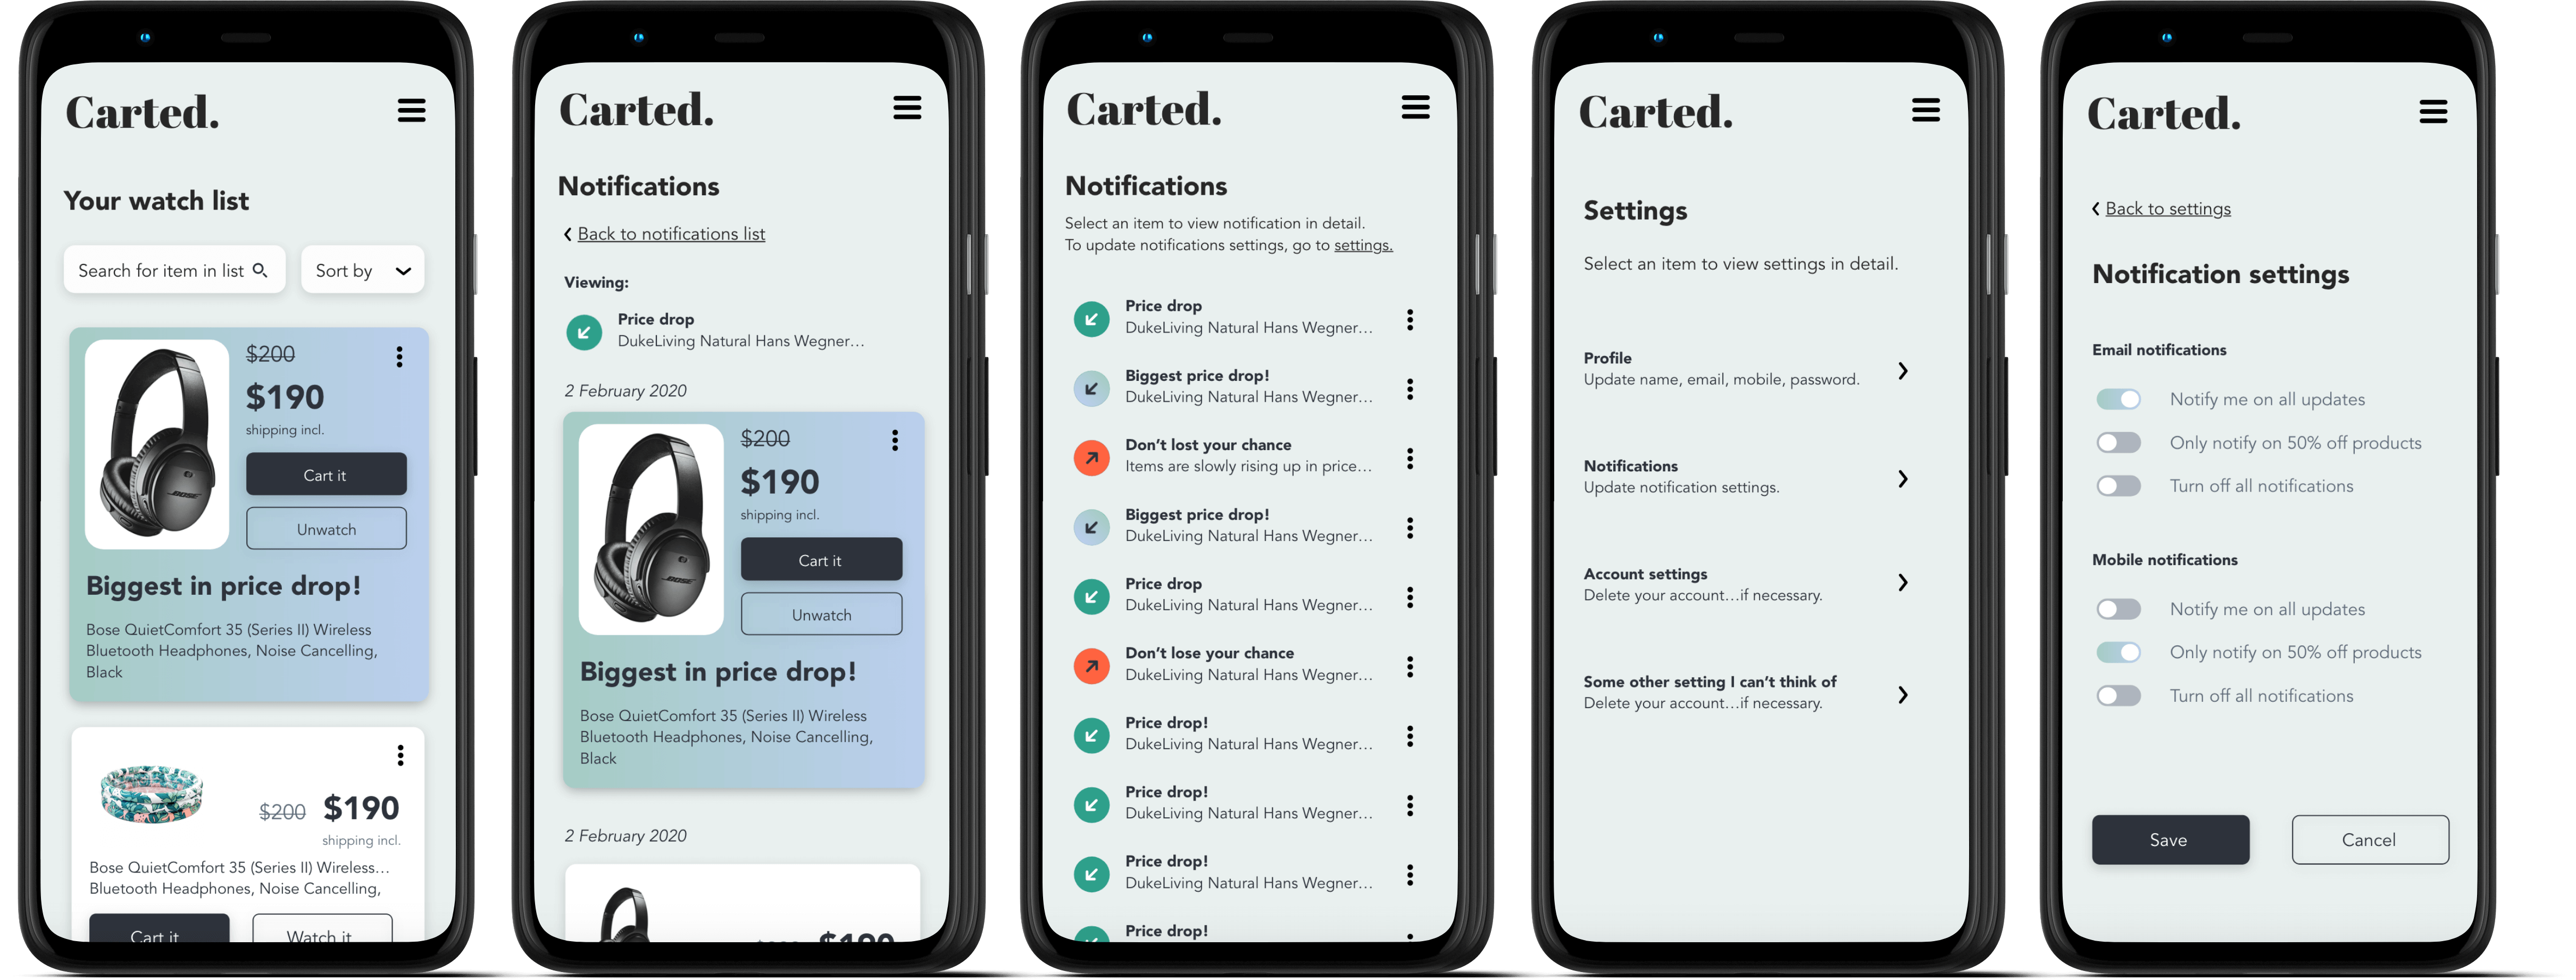 Carted.
Your watch list
Search for item in list
Sort by
$200
$190
shipping incl.
BOSE
Cart it
Unwatch
Biggest in price drop!
Bose QuietComfort 35 (Series II) Wireless
Bluetooth Headphones, Noise Cancelling,
Black
$200 $190
shipping incl.
Bose QuietComfort 35 (Series II) Wireless...
Bluetooth Headphones, Noise Cancelling,
Cart it
Watch it
Carted.
Notifications
Back to notifications list
Viewing:
Price drop
DukeLiving Natural Hans Wegner...
2 February 2020
$200
$190
shipping incl.
BOSE
Cart it
Unwatch
Biggest in price drop!
Bose QuietComfort 35 (Series II) Wireless
Bluetooth Headphones, Noise Cancelling,
Black
2 February 2020
$190
Carted.
Notifications
Select an item to view notification in detail.
To update notifications settings, go to settings.
Price drop
DukeLiving Natural Hans Wegner...
Biggest price drop!
DukeLiving Natural Hans Wegner...
Don't lost your chance
Items are slowly rising up in price...
Biggest price drop!
DukeLiving Natural Hans Wegner...
Price drop
DukeLiving Natural Hans Wegner...
Don't lose your chance
DukeLiving Natural Hans Wegner...
Price drop!
DukeLiving Natural Hans Wegner...
Price drop!
DukeLiving Natural Hans Wegner...
Price drop!
DukeLiving Natural Hans Wegner...
Price drop!
Carted.
Settings
Select an item to view settings in detail.
Profile
Update name, email, mobile, password.
Notifications
Update notification settings.
Account settings
Delete your account...if necessary.
Some other setting I can't think of
Delete your account...if necessary.
Carted.
Back to settings
Notification settings
Email notifications
Notify me on all updates
Only notify on 50% off products
Turn off all notifications
Mobile notifications
Notify me on all updates
Only notify on 50% off products
Turn off all notifications
Save
Cancel